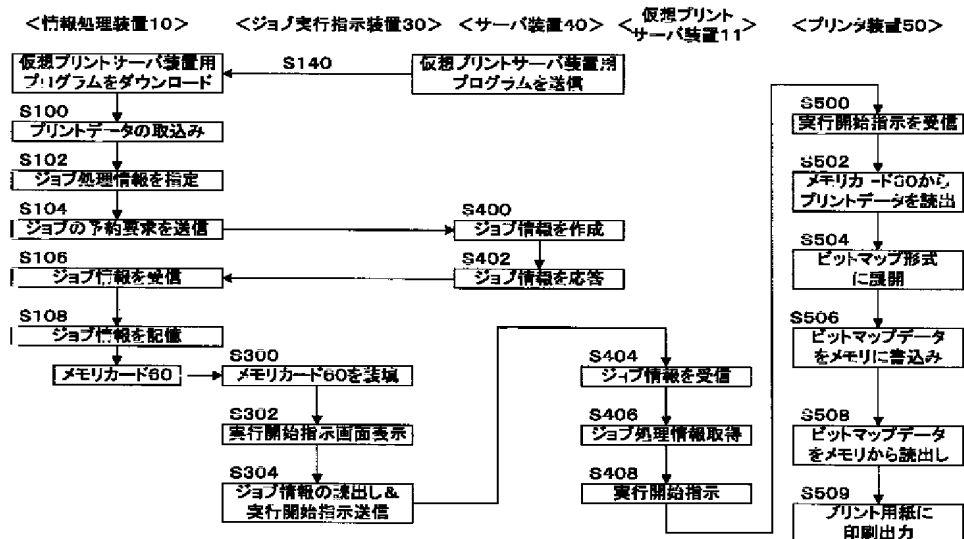 <情報処理装置10>
<ジョブ実行指示装置30>
<サーバ装置40>
<仮想プリント
サーバ装置11>
<プリンタ装置50>
仮想プリントサーバ装置用
プログラムをダウンロード
S140
仮想プリントサーバ装置用
プログラムを送信
S100
プリントデータの取込み
S102
ジョブ処理情報を指定
S104
ジョブの予約要求を送信
S400
ジョブ情報を作成
S106
ジョブ情報を受信
S402
ジョブ情報を応答
S108
ジョブ情報を記憶
メモリカード60
S300
メモリカード60を装填
S302
実行開始指示画面表示
S304
ジョブ情報の読出し&
実行開始指示送信
S404
ジョブ情報を受信
S406
ジョブ処理情報取得
S408
実行開始指示
S500
実行開始指示を受信
S502
メモリカード60から
プリントデータを読出
S504
ビットマップ形式
に展開
S506
ビットマップデータ
をメモリに書込み
S508
ビットマップデータ
をメモリから読出し
S509
プリント用紙に
印刷出力